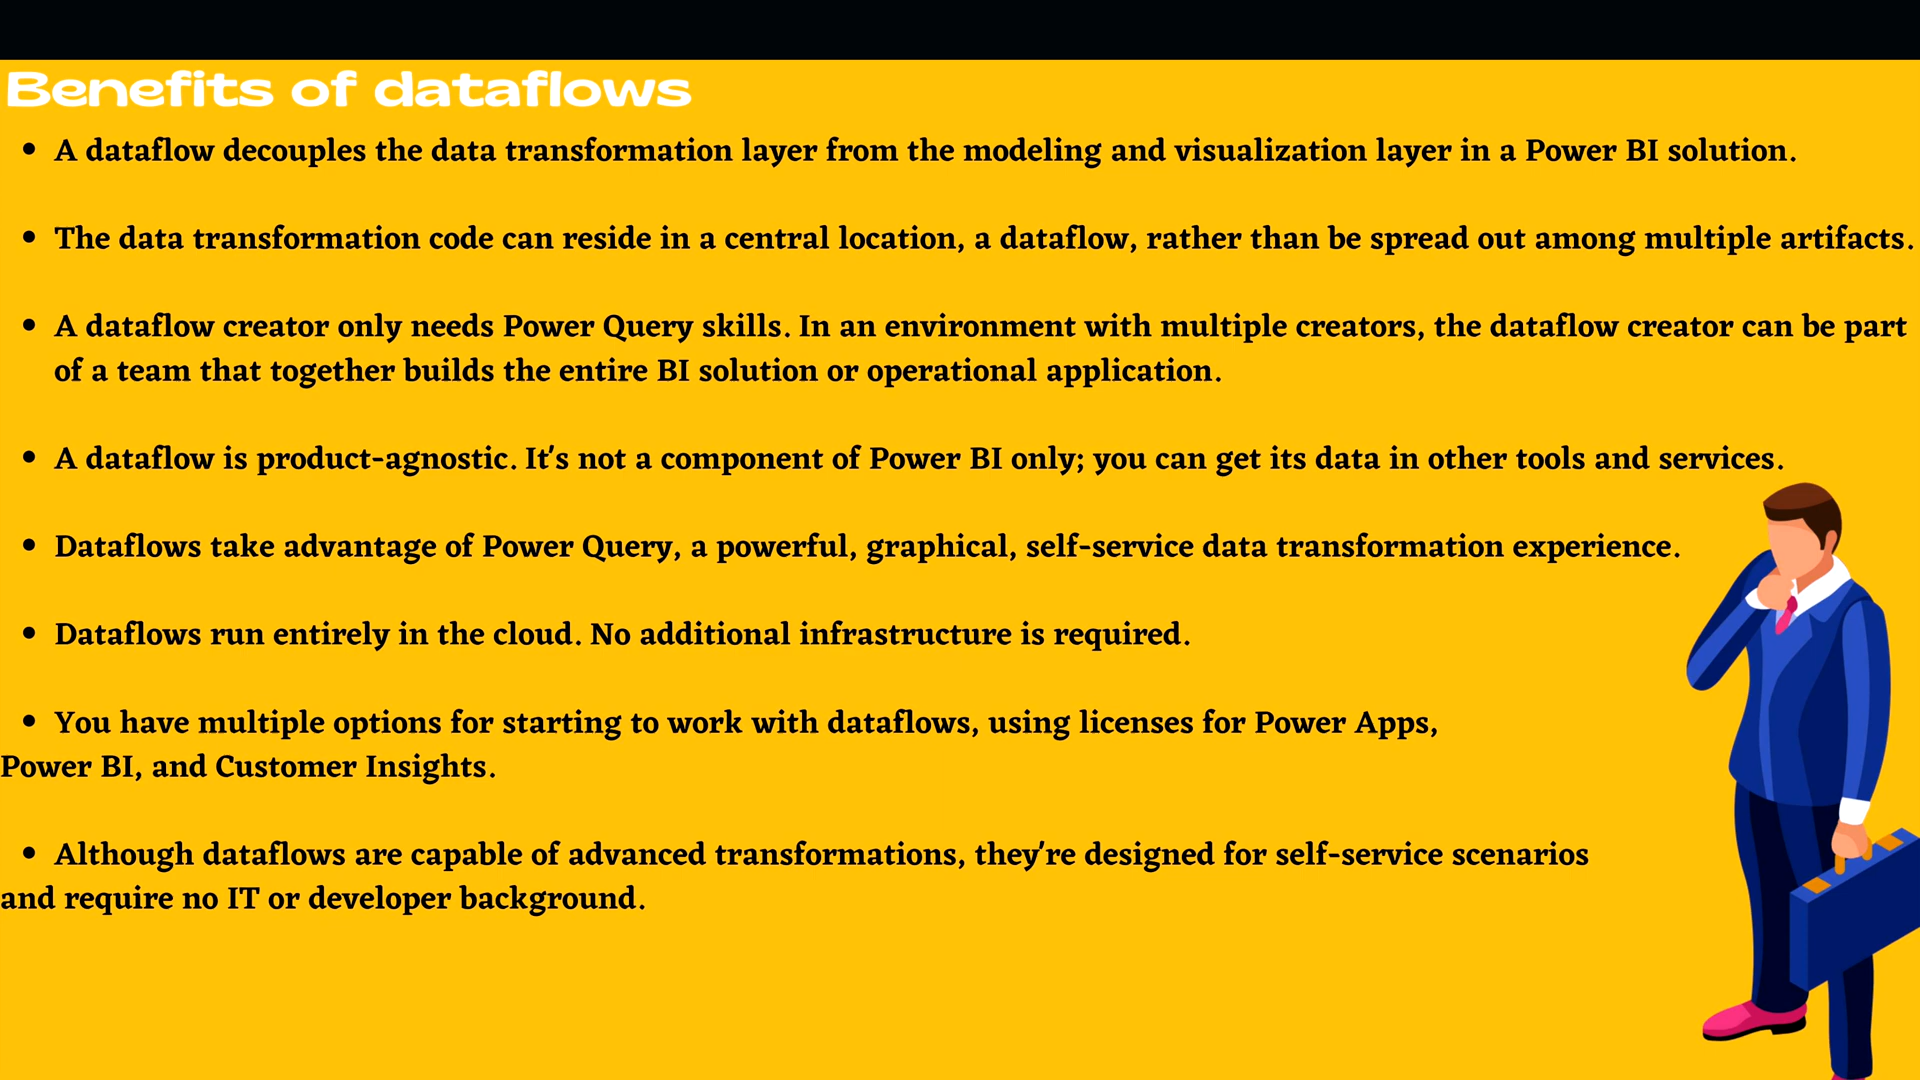 Benefits of dataflows
• A dataflow decouples the data transformation layer from the modeling and visualization layer in a Power BI solution.
• The data transformation code can reside in a central location, a dataflow, rather than be spread out among multiple artifacts.
• A dataflow creator only needs Power Query skills. In an environment with multiple creators, the dataflow creator can be part
of a team that together builds the entire BI solution or operational application.
• A dataflow is product-agnostic. It's not a component of Power BI only; you can get its data in other tools and services.
• Dataflows take advantage of Power Query, a powerful, graphical, self-service data transformation experience.
• Dataflows run entirely in the cloud. No additional infrastructure is required.
• You have multiple options for starting to work with dataflows, using licenses for Power Apps,
Power BI, and Customer Insights.
• Although dataflows are capable of advanced transformations, they're designed for self-service scenarios
and require no IT or developer background.